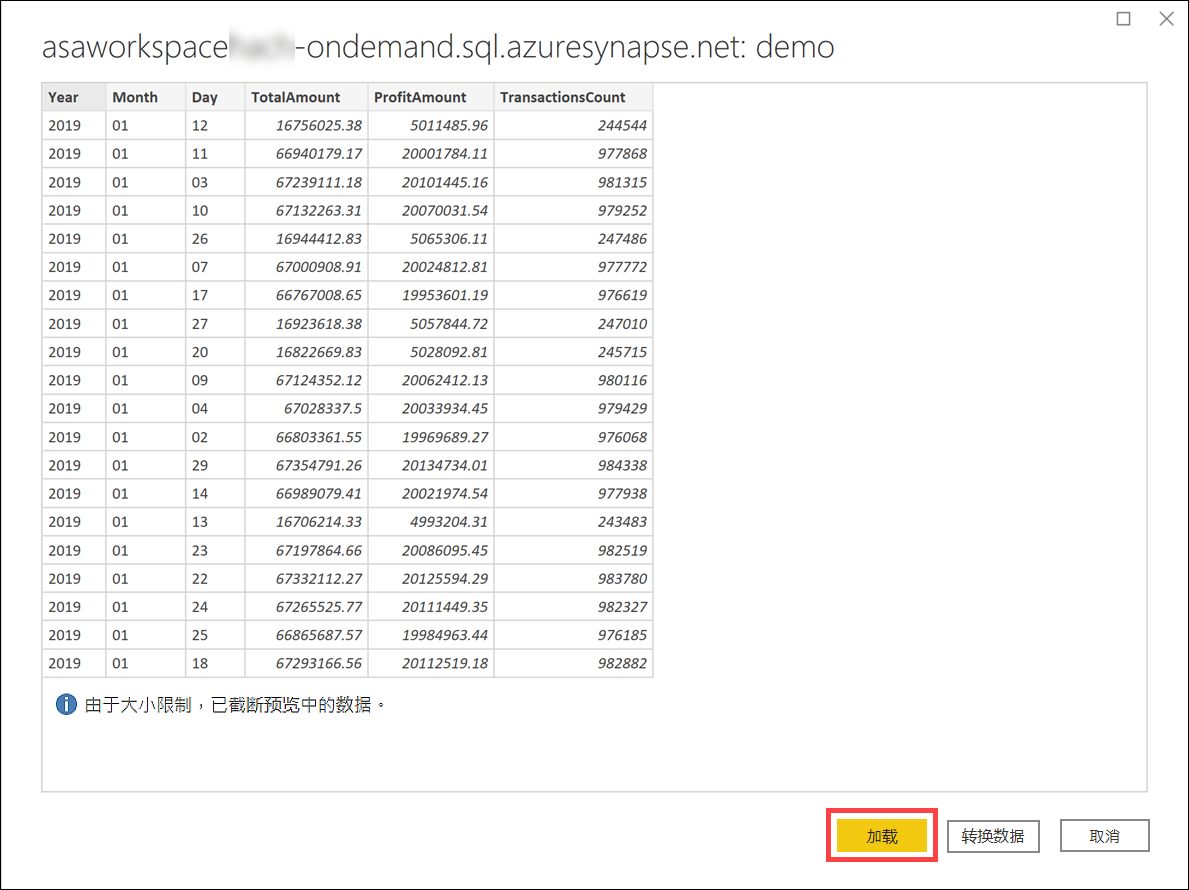 asaworkspace -ondemand.sql.azuresynapse.net: demo
Year Month Day TotalAmount ProfitAmount TransactionsCount
2019 01 12 16756025.38 5011485.96 244544
2019 01 11 66940179.17 20001784.11 977868
2019 01 03 67239111.18 20101445.16 981315
2019 01 10 67132263.31 20070031.54 979252
2019 01 26 16944412.83 5065306.11 247486
2019 01 07 67000908.91 20024812.81 977772
2019 01 17 66767008.65 19953601.19 976619
2019 01 27 16923618.38 5057844.72 247010
2019 01 20 16822669.83 5028092.81 245715
2019 01 09 67124352.12 20062412.13 980116
2019 01 04 67028337.5 20033934.45 979429
2019 01 02 66803361.55 19969689.27 976068
2019 01 29 67354791.26 20134734.01 984338
2019 01 14 66989079.41 20021974.54 977938
2019 01 13 16706214.33 4993204.31 243483
2019 01 23 67197864.66 20086095.45 982519
2019 01 22 67332112.27 20125594.29 983780
2019 01 24 67265525.77 20111449.35 982327
2019 01 25 66865687.57 19984963.44 976185
2019 01 18 67293166.56 20112519.18 982882
由于大小限制，已截断预览中的数据。
加载 转换数据 取消